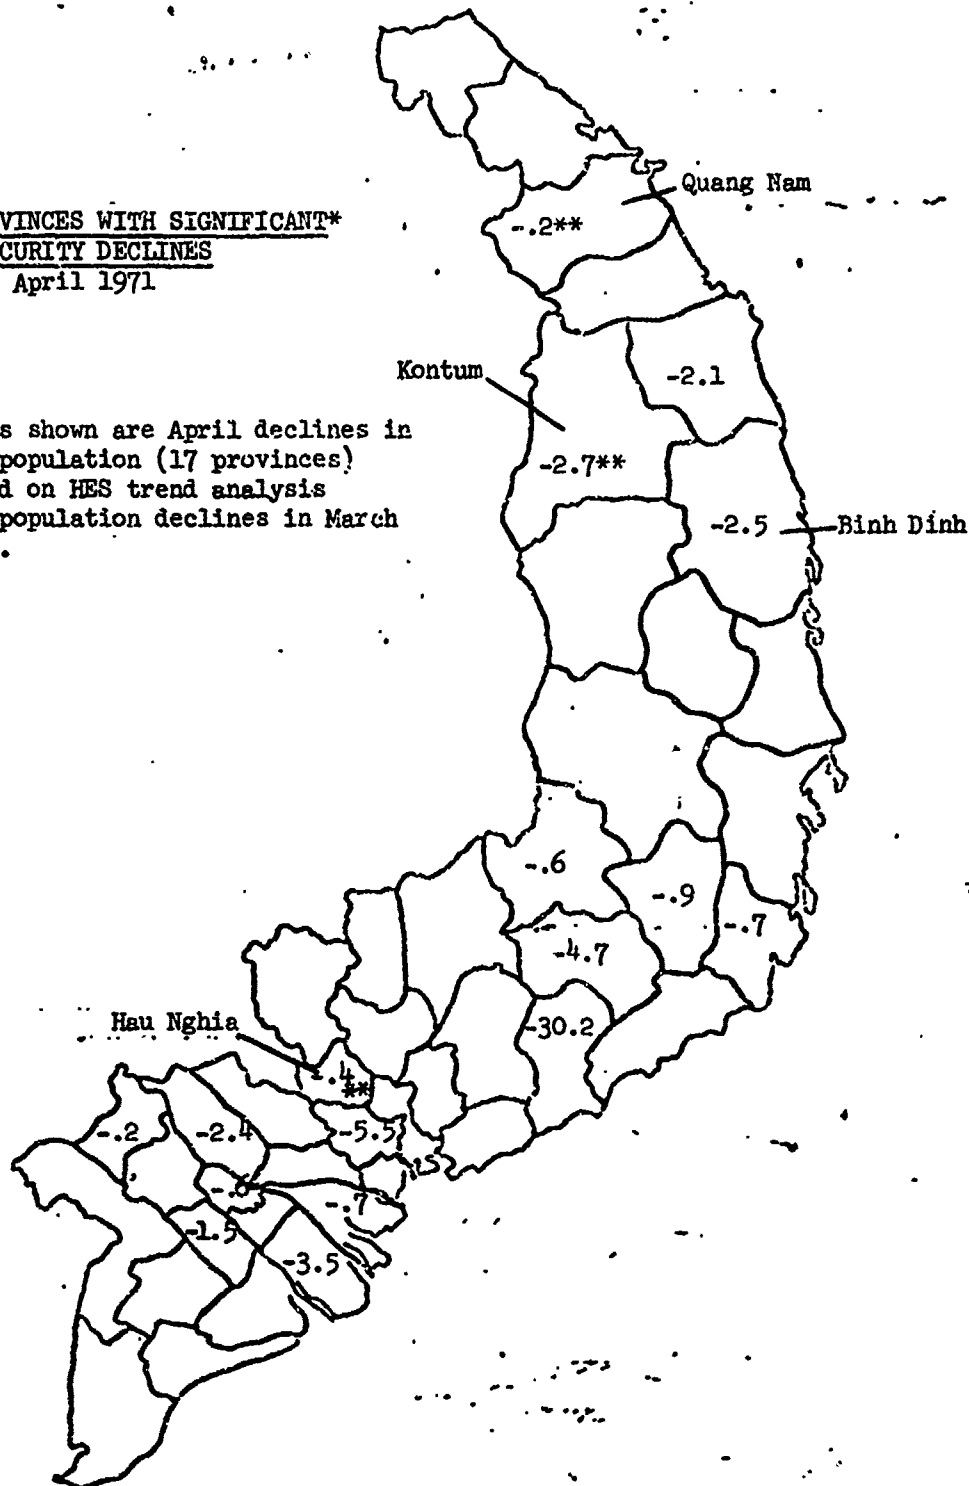 VINCES WITH SIGNIFICANT*
CURITY DECLINES
April 1971
Quang Nam
-.2**
Kontum
-2.1
s shown are April declines in
population (17 provinces)
d on HES trend analysis
population declines in March
.
-2.7**
-2.5
Binh Dinh
-.6
-.9
-.7
-4.7
-30.2
Hau Nghia
-.4
**
-.2
-2.4
-5.5
-.6
-.7
-1.5
-3.5